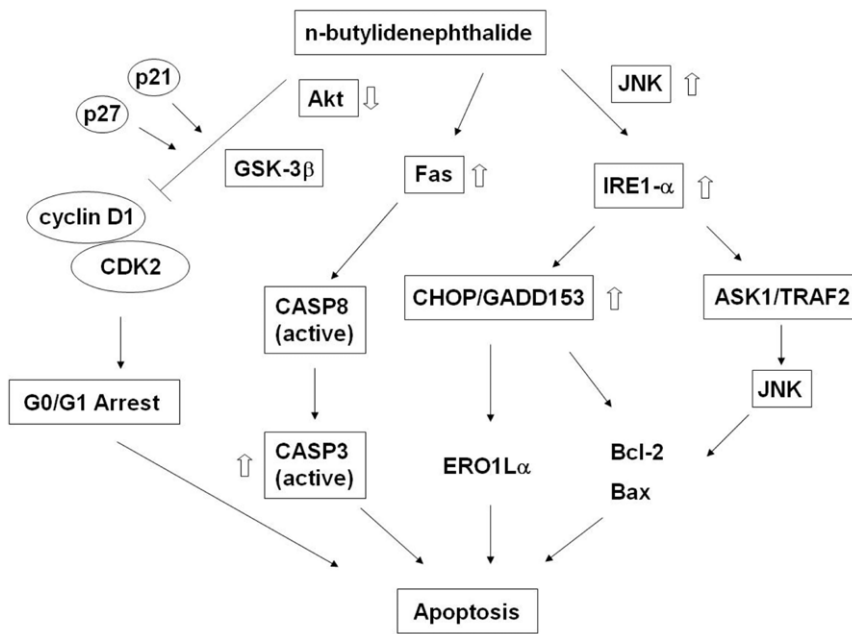 n-butylidenephthalide
p21
p27
Akt
JNK
GSK-3β
Fas
IRE1-α
cyclin D1
CDK2
CASP8
(active)
CHOP/GADD153
ASK1/TRAF2
G0/G1 Arrest
JNK
CASP3
(active)
ERO1Lα
Bcl-2
Bax
Apoptosis